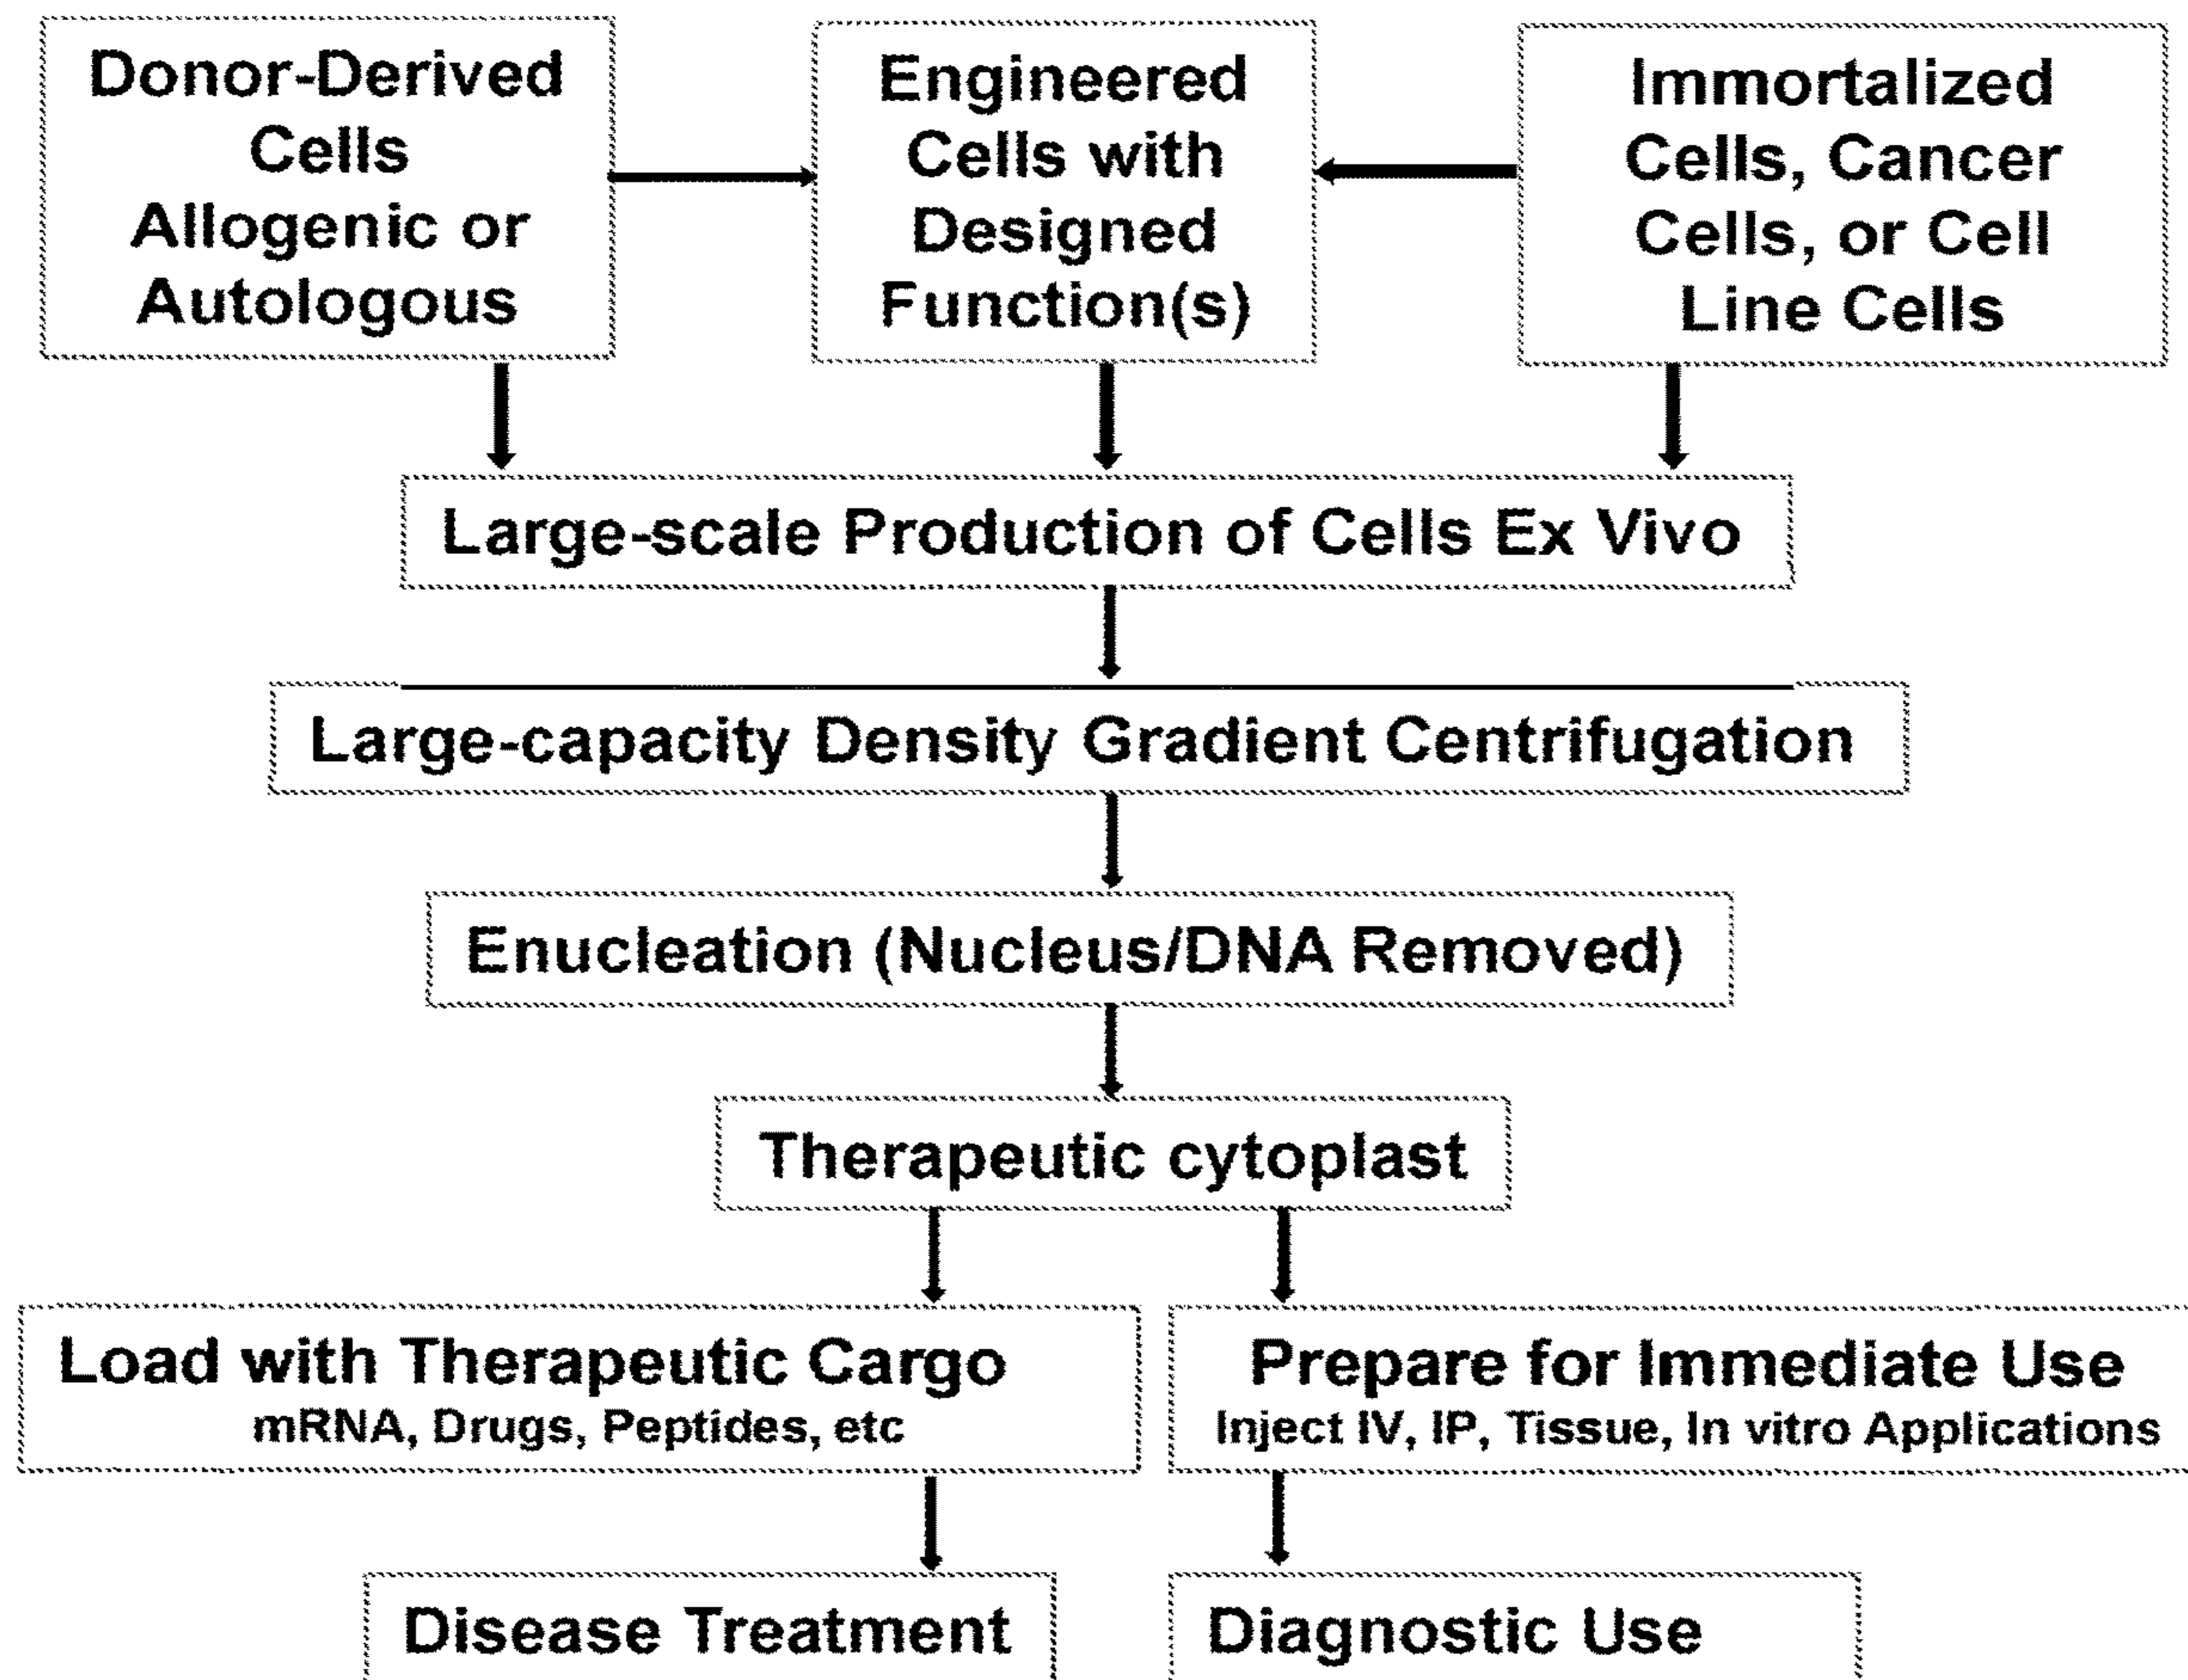 Donor-Derived
Cells
Allogenic or
Autologous
Engineered
Cells with
Designed
Function(s)
Immortalized
Cells, Cancer
Cells, or Cell
Line Cells
Large-scale Production of Cells Ex Vivo
Large-capacity Density Gradient Centrifugation
Enucleation (Nucleus/DNA Removed)
Therapeutic cytoplast
Load with Therapeutic Cargo
mRNA, Drugs, Peptides, etc
Prepare for Immediate Use
Inject IV, IP, Tissue, In vitro Applications
Disease Treatment
Diagnostic Use